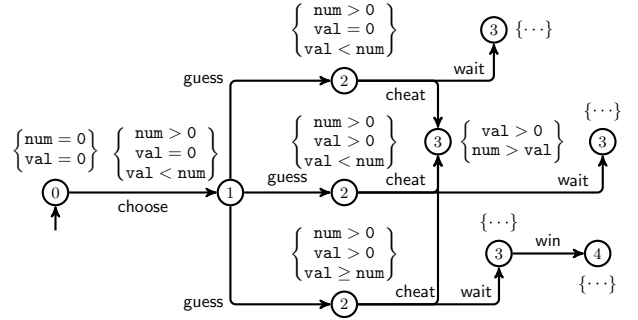 num > 0
val = 0
val < num
3 {···}
guess
2
wait
cheat
num > 0
val > 0
val < num
{···}
num = 0
val = 0
num > 0
val = 0
val < num
3
val > 0
num > val
3
0
choose
1
guess
2
cheat
wait
num > 0
val > 0
val ≥ num
{···}
3
win
4
guess
2
cheat
wait
{···}